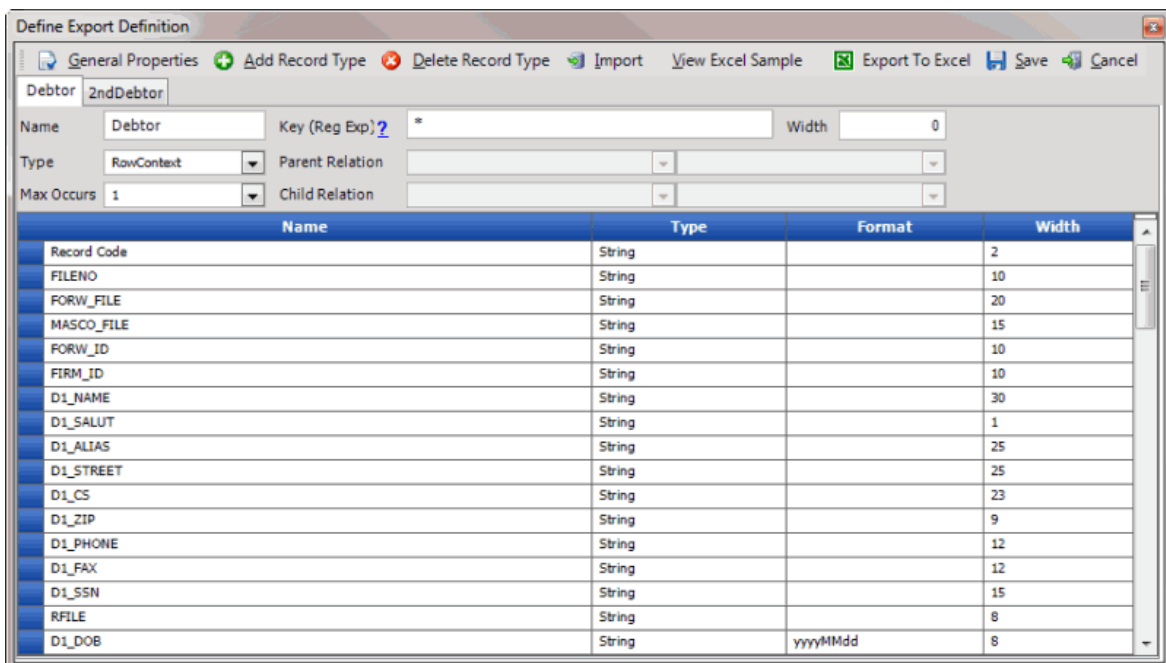 Define Export Definition
General Properties Add Record Type Delete Record Type Import View Excel Sample Export To Excel Save Cancel
Debtor 2ndDebtor
Name Debtor Key (Reg Exp) ? * Width 0
Type RowContext Parent Relation
Max Occurs 1 Child Relation
Name Type Format Width
Record Code String 2
FILENO String 10
FORW_FILE String 20
MASCO_FILE String 15
FORW_ID String 10
FIRM_ID String 10
D1_NAME String 30
D1_SALUT String 1
D1_ALIAS String 25
D1_STREET String 25
D1_CS String 23
D1_ZIP String 9
D1_PHONE String 12
D1_FAX String 12
D1_SSN String 15
RFILE String 8
D1_DOB String yyyyMMdd 8